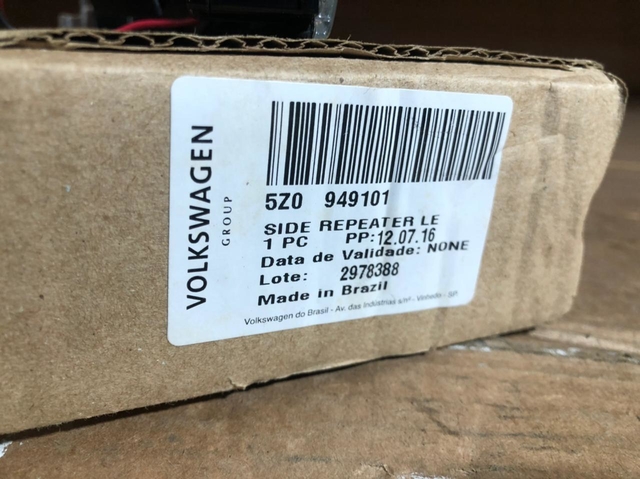 VOLKSWAGEN
GROUP
5Z0 949101
SIDE REPEATER LE
1 PC PP:12.07.16
Data de Validade: NONE
Lote: 2978388
Made in Brazil
Volkswagen do Brasil - Av. das Indústrias s/nº - Vinhedo - SP